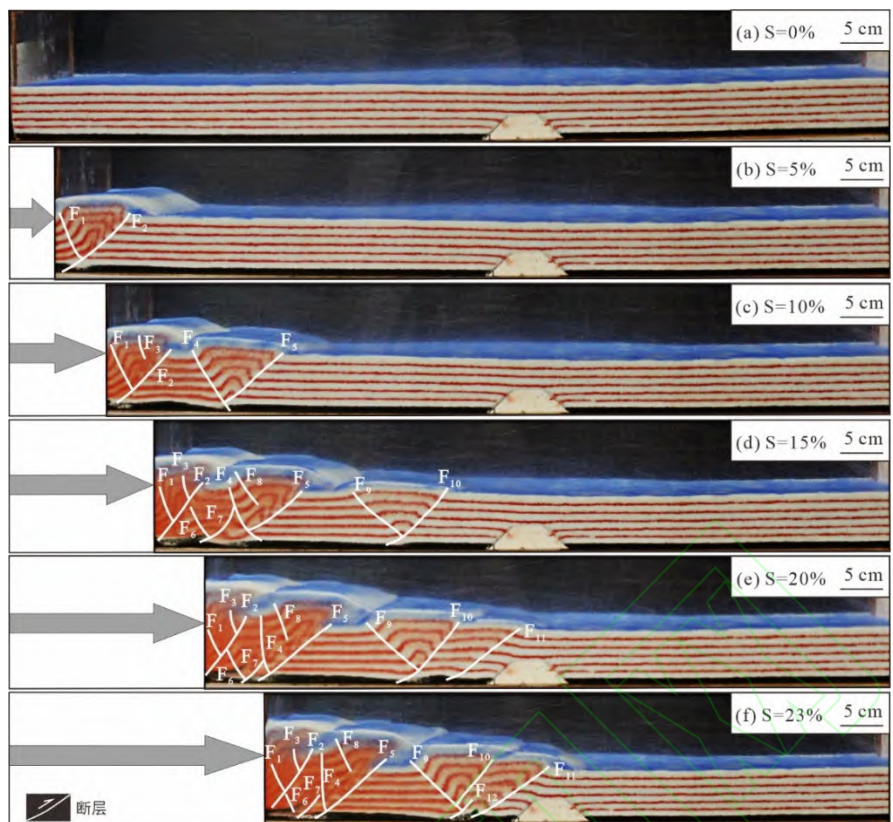 (a) S=0% 5 cm
(b) S=5% 5 cm
F1 F2
(c) S=10% 5 cm
F1 F3 F4 F5
F2
(d) S=15% 5 cm
F3
F1 F2 F4 F8 F5 F9 F10
F6 F7
(e) S=20% 5 cm
F3 F2 F8 F5 F9 F10
F1 F11
F4
F7
F6
(f) S=23% 5 cm
F3 F2 F8 F5 F9 F10
F1 F11
F4
F7
F6 F12
断层